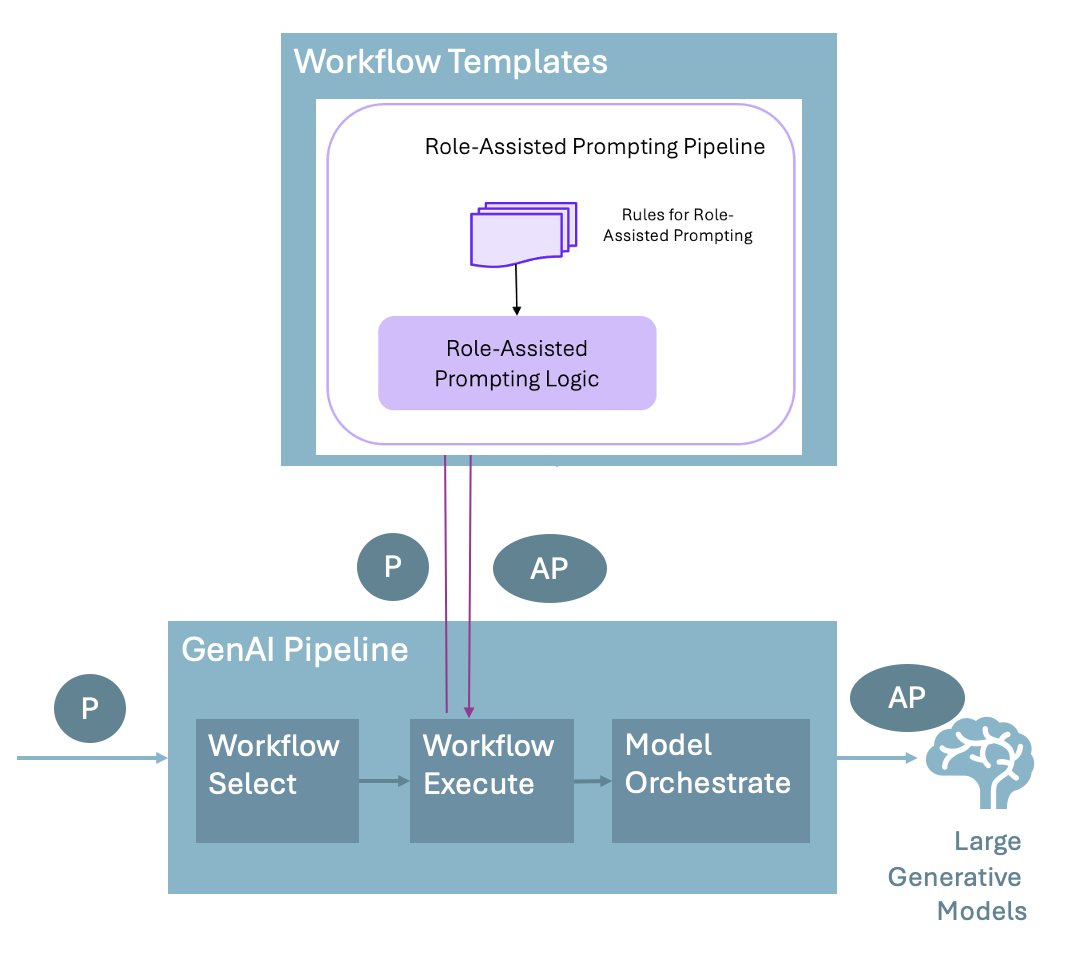 Workflow Templates
Role-Assisted Prompting Pipeline
Rules for Role-
Assisted Prompting
Role-Assisted
Prompting Logic
P
AP
GenAI Pipeline
P
AP
Workflow
Select
Workflow
Execute
Model
Orchestrate
Large
Generative
Models